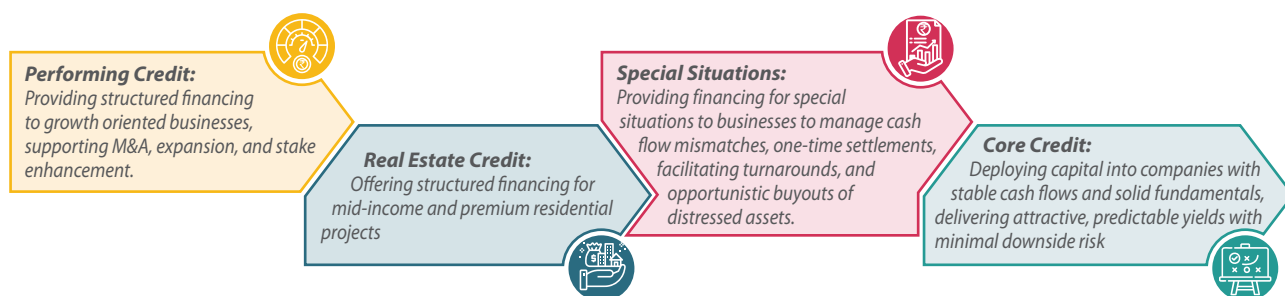 Performing Credit:
Providing structured financing
to growth oriented businesses,
supporting M&A, expansion, and stake
enhancement.
Real Estate Credit:
Offering structured financing for
mid-income and premium residential
projects
Special Situations:
Providing financing for special
situations to businesses to manage cash
flow mismatches, one-time settlements,
facilitating turnarounds, and
opportunistic buyouts of
distressed assets.
Core Credit:
Deploying capital into companies with
stable cash flows and solid fundamentals,
delivering attractive, predictable yields with
minimal downside risk